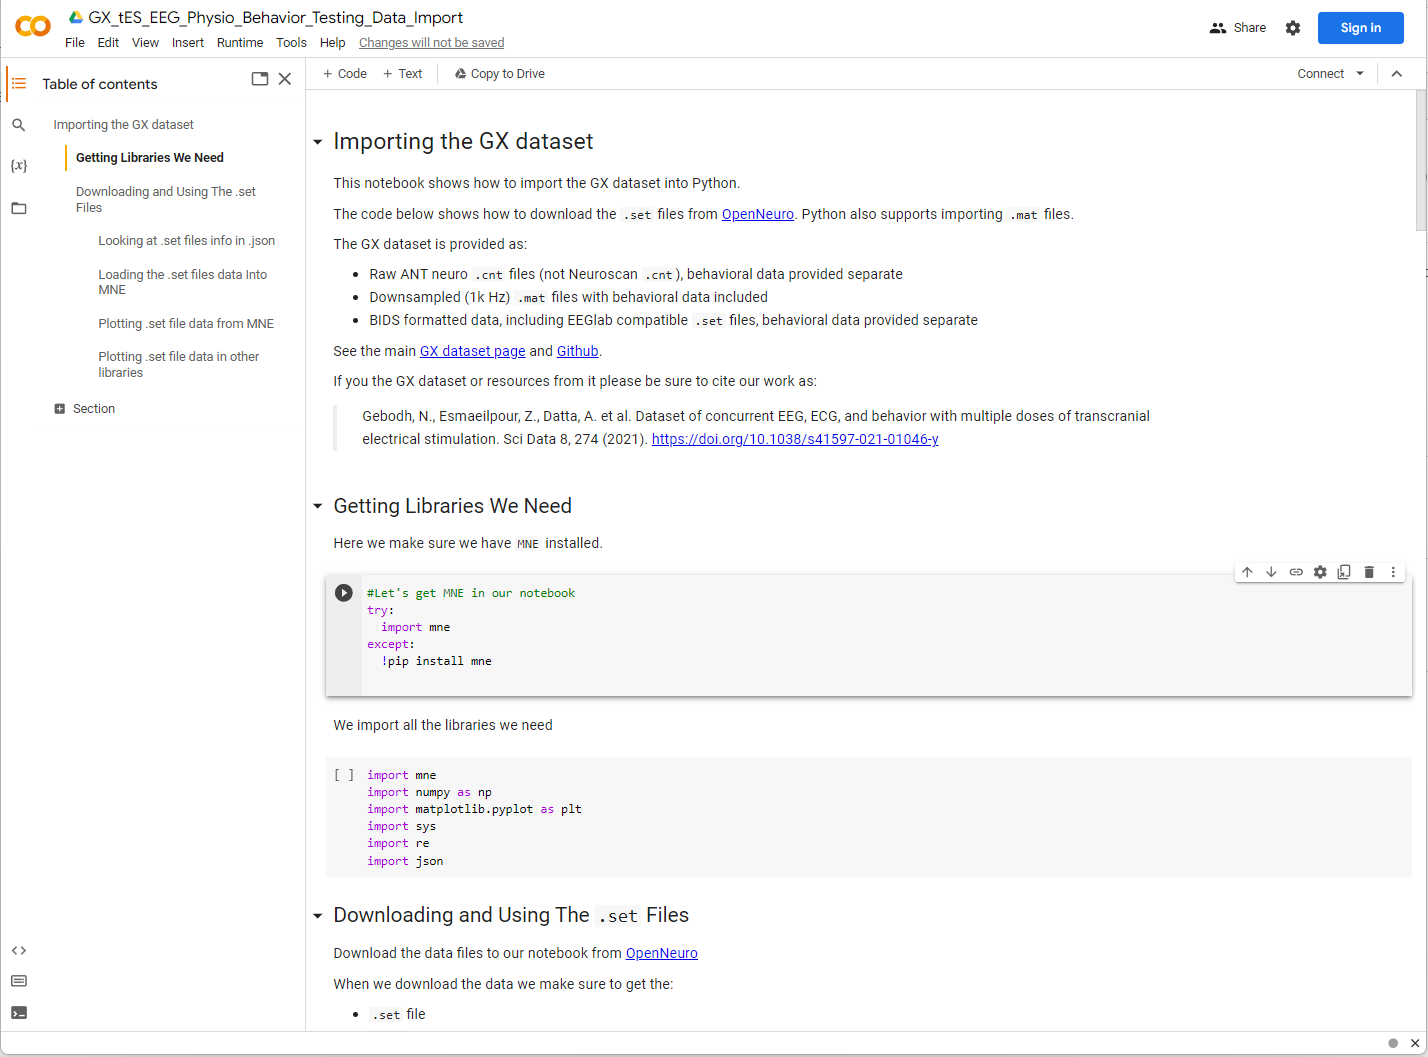 GX_tES_EEG_Physio_Behavior_Testing_Data_Import
File Edit View Insert Runtime Tools Help Changes will not be saved
Share
Sign in
Table of contents
+ Code + Text Copy to Drive
Connect
Importing the GX dataset
Getting Libraries We Need
Downloading and Using The .set
Files
Looking at .set files info in .json
Loading the .set files data Into
MNE
Plotting .set file data from MNE
Plotting .set file data in other
libraries
Section
{x}
Importing the GX dataset
This notebook shows how to import the GX dataset into Python.
The code below shows how to download the .set files from OpenNeuro. Python also supports importing .mat files.
The GX dataset is provided as:
• Raw ANT neuro .cnt files (not Neuroscan .cnt), behavioral data provided separate
• Downsampled (1k Hz) .mat files with behavioral data included
• BIDS formatted data, including EEGlab compatible .set files, behavioral data provided separate
See the main GX dataset page and Github.
If you the GX dataset or resources from it please be sure to cite our work as:
Gebodh, N., Esmaeilpour, Z., Datta, A. et al. Dataset of concurrent EEG, ECG, and behavior with multiple doses of transcranial
electrical stimulation. Sci Data 8, 274 (2021). https://doi.org/10.1038/s41597-021-01046-y
Getting Libraries We Need
Here we make sure we have MNE installed.
#Let's get MNE in our notebook
try:
  import mne
except:
  !pip install mne
We import all the libraries we need
[ ] import mne
import numpy as np
import matplotlib.pyplot as plt
import sys
import re
import json
Downloading and Using The .set Files
Download the data files to our notebook from OpenNeuro
When we download the data we make sure to get the:
• .set file